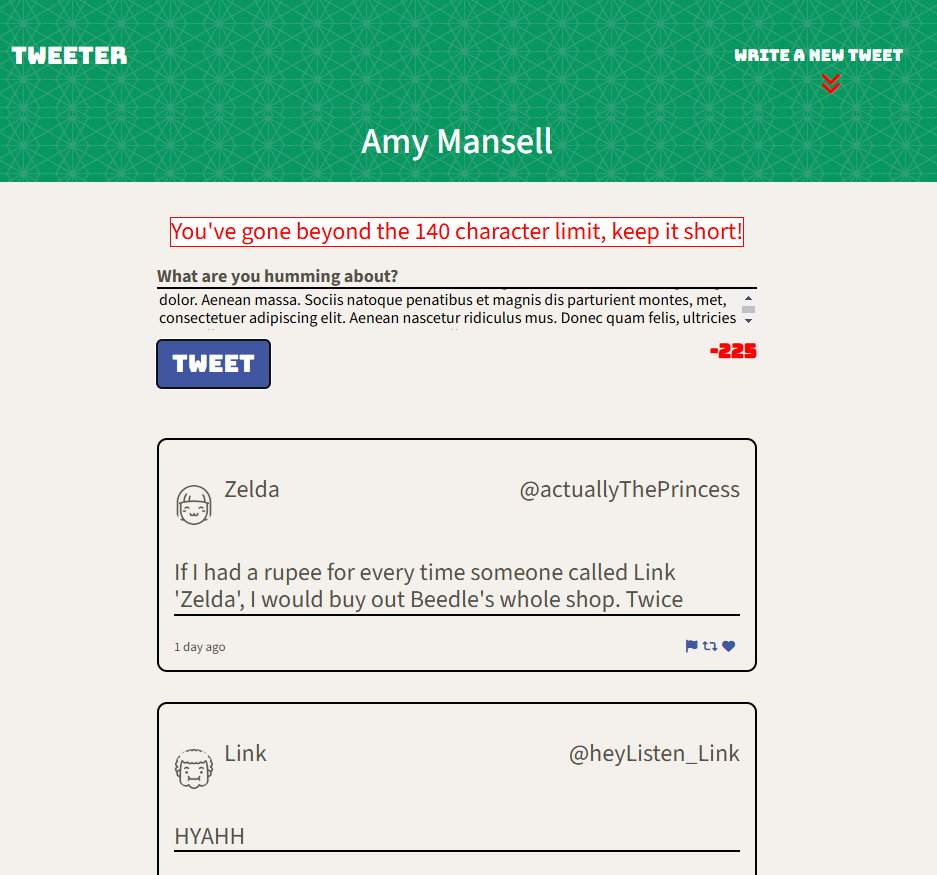 TWEETER
WRITE A NEW TWEET
Amy Mansell
You've gone beyond the 140 character limit, keep it short!
What are you humming about?
dolor. Aenean massa. Sociis natoque penatibus et magnis dis parturient montes, met,
consectetuer adipiscing elit. Aenean nascetur ridiculus mus. Donec quam felis, ultricies
TWEET
-225
Zelda
@actuallyThePrincess
If I had a rupee for every time someone called Link
'Zelda', I would buy out Beedle's whole shop. Twice
1 day ago
Link
@heyListen_Link
HYAHH